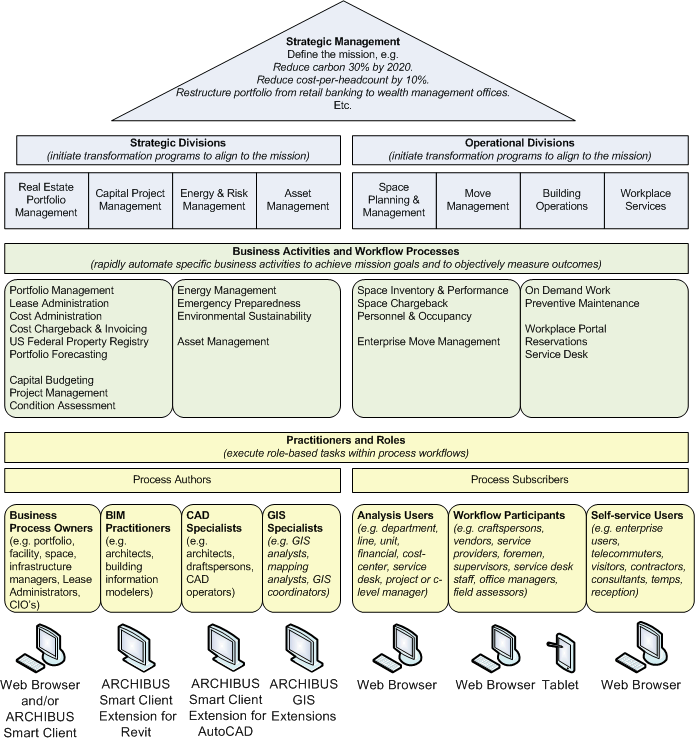 Strategic Management
Define the mission, e.g.
Reduce carbon 30% by 2020.
Reduce cost-per-headcount by 10%.
Restructure portfolio from retail banking to wealth management offices.
Etc.
Strategic Divisions
(initiate transformation programs to align to the mission)
Operational Divisions
(initiate transformation programs to align to the mission)
Real Estate
Portfolio
Management
Capital Project
Management
Energy & Risk
Management
Asset
Management
Space
Planning &
Management
Move
Management
Building
Operations
Workplace
Services
Business Activities and Workflow Processes
(rapidly automate specific business activities to achieve mission goals and to objectively measure outcomes)
Portfolio Management
Lease Administration
Cost Administration
Cost Chargeback & Invoicing
US Federal Property Registry
Portfolio Forecasting
Capital Budgeting
Project Management
Condition Assessment
Energy Management
Emergency Preparedness
Environmental Sustainability
Asset Management
Space Inventory & Performance
Space Chargeback
Personnel & Occupancy
Enterprise Move Management
On Demand Work
Preventive Maintenance
Workplace Portal
Reservations
Service Desk
Practitioners and Roles
(execute role-based tasks within process workflows)
Process Authors
Process Subscribers
Business
Process Owners
(e.g. portfolio,
facility, space,
infrastructure
managers, Lease
Administrators,
CIO's)
BIM
Practitioners
(e.g.
architects,
building
information
modelers)
CAD
Specialists
(e.g.
architects,
draftspersons,
CAD
operators)
GIS
Specialists
(e.g. GIS
analysts,
mapping
analysts, GIS
coordinators)
Analysis Users
(e.g. department,
line, unit,
financial, cost-
center, service
desk, project or c-
level manager)
Workflow Participants
(e.g. craftspersons,
vendors, service
providers, foremen,
supervisors, service desk
staff, office managers,
field assessors)
Self-service Users
(e.g. enterprise
users,
telecommuters,
visitors, contractors,
consultants, temps,
reception)
Web Browser
and/or
ARCHIBUS
Smart Client
ARCHIBUS
Smart Client
Extension for
Revit
ARCHIBUS
Smart Client
Extension for
AutoCAD
ARCHIBUS
GIS
Extensions
Web Browser
Web Browser
Tablet
Web Browser